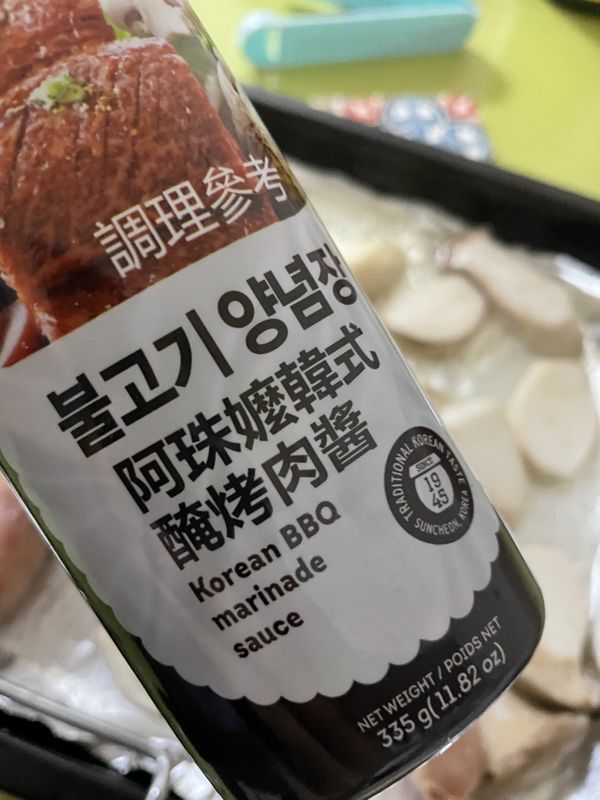 調理參考
불고기 양념장
阿珠嬤韓式
醃烤肉醬
Korean BBQ
marinade
sauce
TRADITIONAL KOREAN TASTE
SINCE
19
45
SUNCHEON, KOREA
NET WEIGHT / POIDS NET
335 g(11.82 oz)